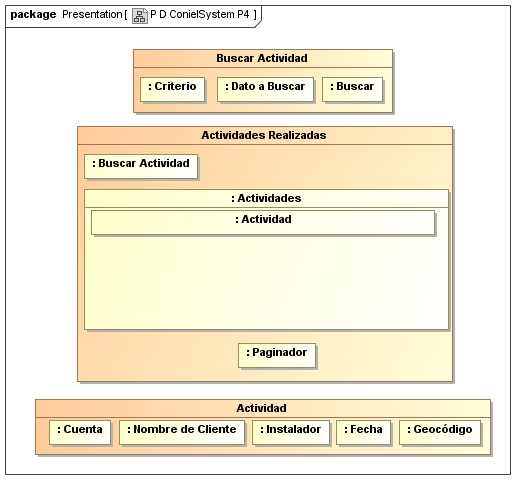 package Presentation [ P D ConielSystem P4 ]
Buscar Actividad
: Criterio : Dato a Buscar : Buscar
Actividades Realizadas
: Buscar Actividad
: Actividades
: Actividad
: Paginador
Actividad
: Cuenta : Nombre de Cliente : Instalador : Fecha : Geocódigo